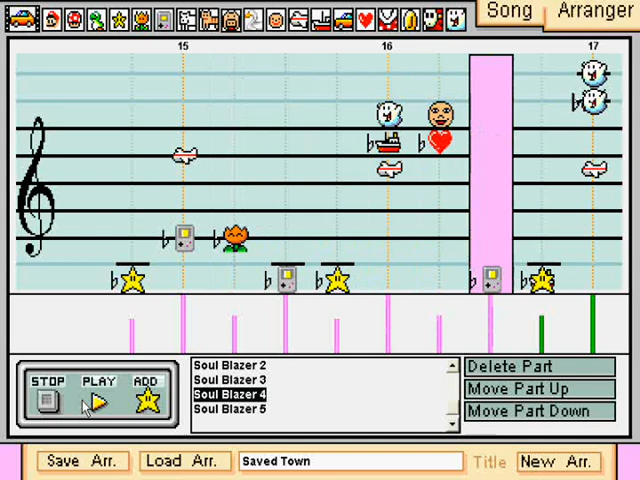 Song Arranger
15 16 17
Soul Blazer 2
Soul Blazer 3
Soul Blazer 4
Soul Blazer 5
STOP PLAY ADD
Delete Part
Move Part Up
Move Part Down
Save Arr. Load Arr. Saved Town Title New Arr.